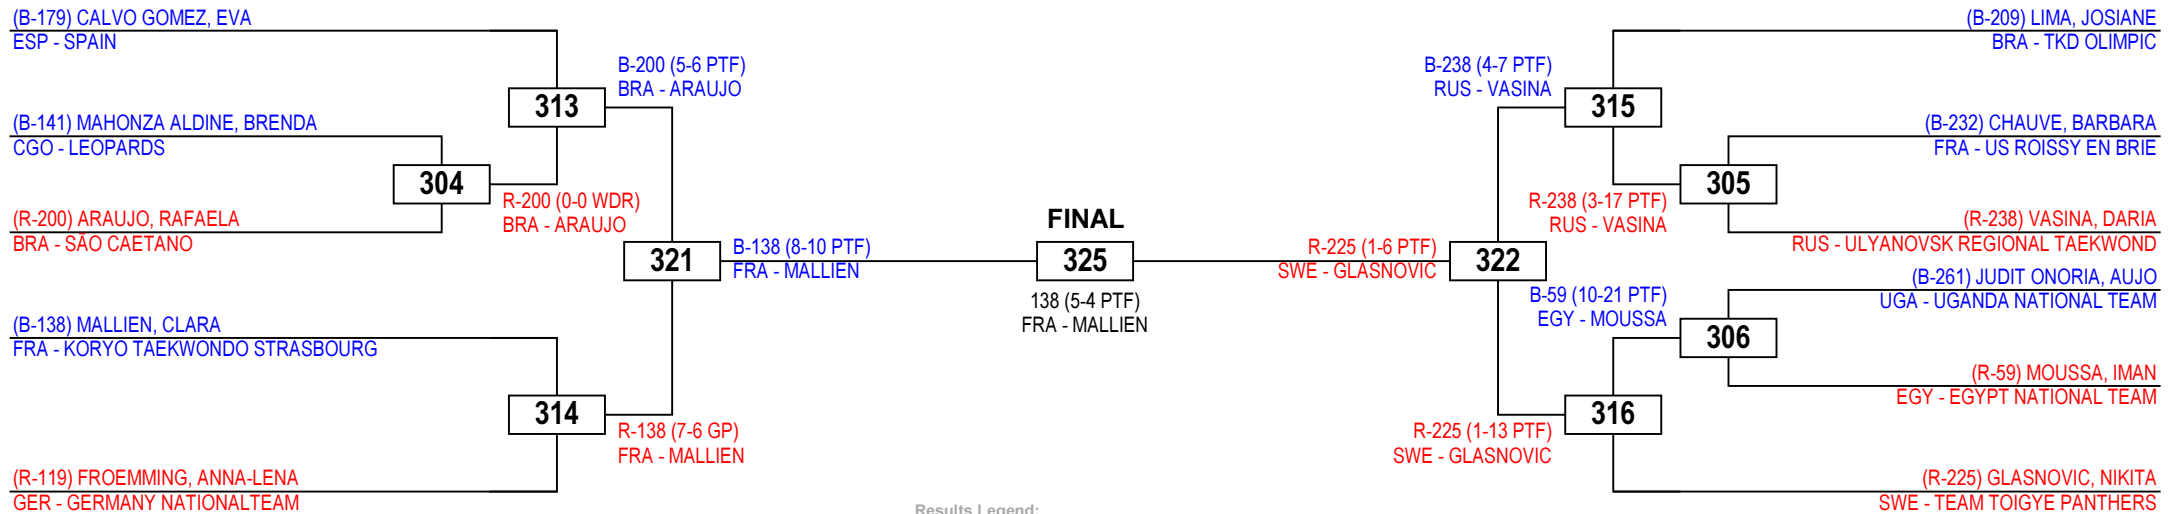 (B-179) CALVO GOMEZ, EVA
ESP - SPAIN
(B-141) MAHONZA ALDINE, BRENDA
CGO - LEOPARDS
(R-200) ARAUJO, RAFAELA
BRA - SÃO CAETANO
(B-138) MALLIEN, CLARA
FRA - KORYO TAEKWONDO STRASBOURG
(R-119) FROEMMING, ANNA-LENA
GER - GERMANY NATIONALTEAM
304
R-200 (0-0 WDR)
BRA - ARAUJO
313
B-200 (5-6 PTF)
BRA - ARAUJO
314
R-138 (7-6 GP)
FRA - MALLIEN
321
B-138 (8-10 PTF)
FRA - MALLIEN
FINAL
325
138 (5-4 PTF)
FRA - MALLIEN
R-225 (1-6 PTF)
SWE - GLASNOVIC
322
B-238 (4-7 PTF)
RUS - VASINA
315
R-238 (3-17 PTF)
RUS - VASINA
305
B-59 (10-21 PTF)
EGY - MOUSSA
306
R-225 (1-13 PTF)
SWE - GLASNOVIC
316
(B-209) LIMA, JOSIANE
BRA - TKD OLIMPIC
(B-232) CHAUVE, BARBARA
FRA - US ROISSY EN BRIE
(R-238) VASINA, DARIA
RUS - ULYANOVSK REGIONAL TAEKWOND
(B-261) JUDIT ONORIA, AUJO
UGA - UGANDA NATIONAL TEAM
(R-59) MOUSSA, IMAN
EGY - EGYPT NATIONAL TEAM
(R-225) GLASNOVIC, NIKITA
SWE - TEAM TOIGYE PANTHERS
Results Legend: